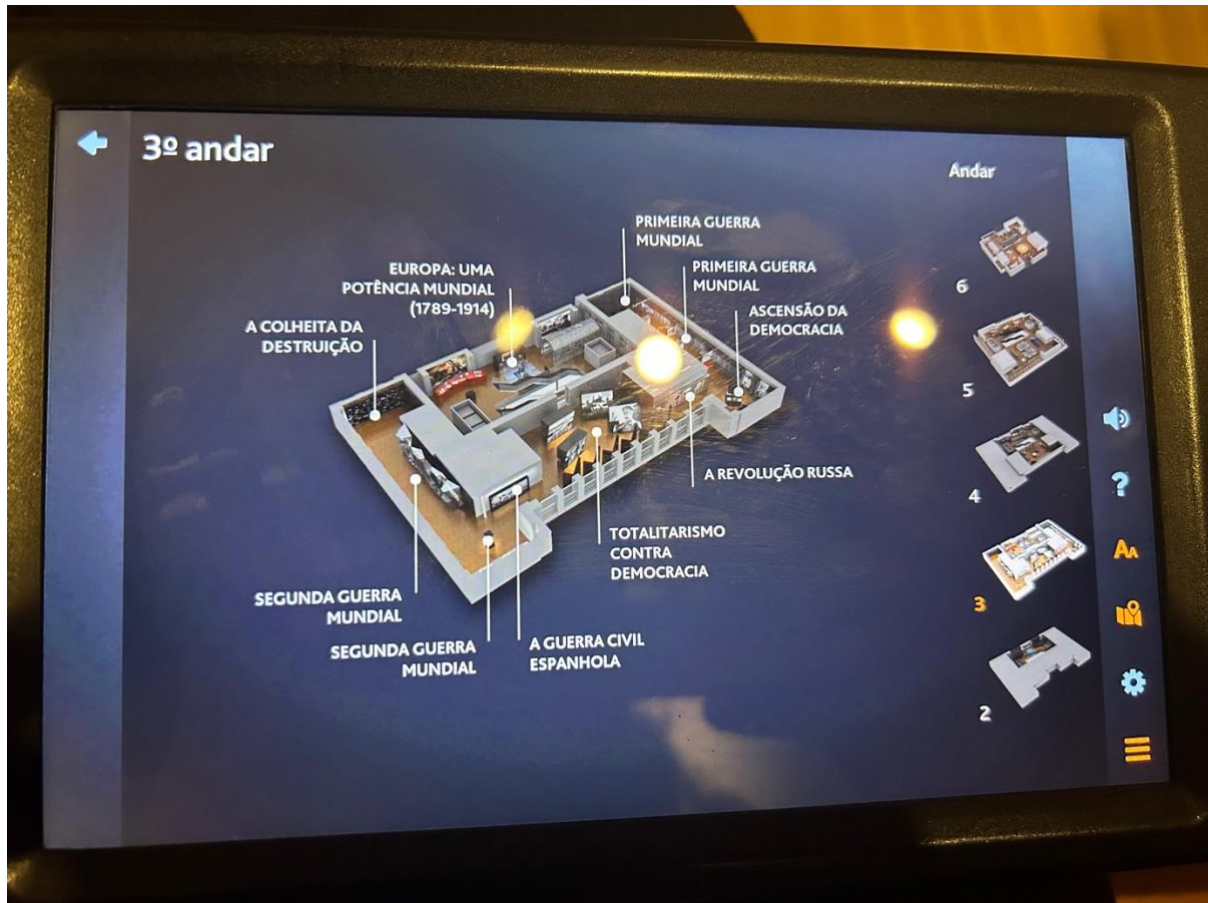 3º andar
Andar
PRIMEIRA GUERRA
MUNDIAL
EUROPA: UMA
POTÊNCIA MUNDIAL
(1789-1914)
PRIMEIRA GUERRA
MUNDIAL
A COLHEITA DA
DESTRUIÇÃO
ASCENSÃO DA
DEMOCRACIA
A REVOLUÇÃO RUSSA
TOTALITARISMO
CONTRA
DEMOCRACIA
SEGUNDA GUERRA
MUNDIAL
SEGUNDA GUERRA
MUNDIAL
A GUERRA CIVIL
ESPANHOLA
6
5
4
3
2
?
AA